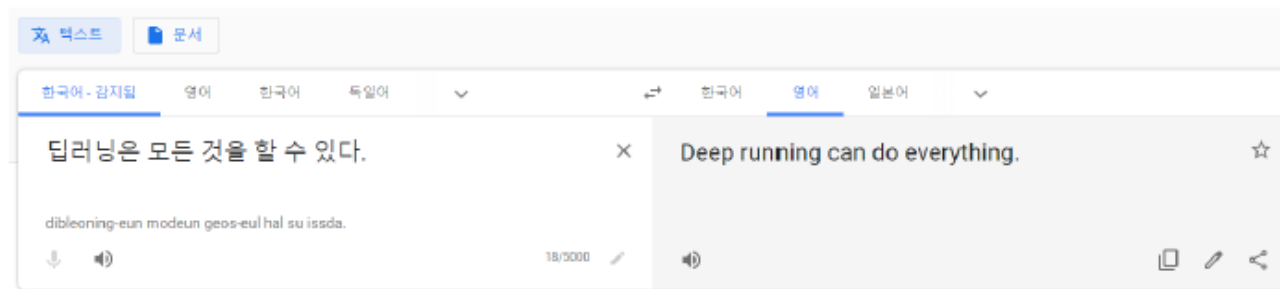 텍스트 문서
한국어 - 감지됨 영어 한국어 독일어 한국어 영어 일본어
딥러닝은 모든 것을 할 수 있다. Deep running can do everything.
dibleoning-eun modeun geos-eul hal su issda.
18/5000